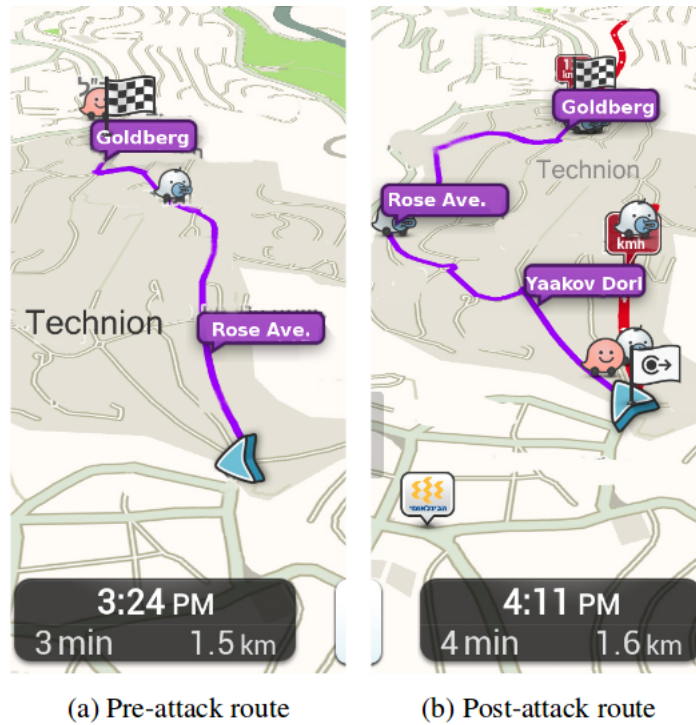 י"ל
Goldberg
Technion
Rose Ave.
3:24 PM
3 min 1.5 km
(a) Pre-attack route
Goldberg
Technion
Rose Ave.
kmh
Yaakov Dori
הבינלאומי
4:11 PM
4 min 1.6 km
(b) Post-attack route